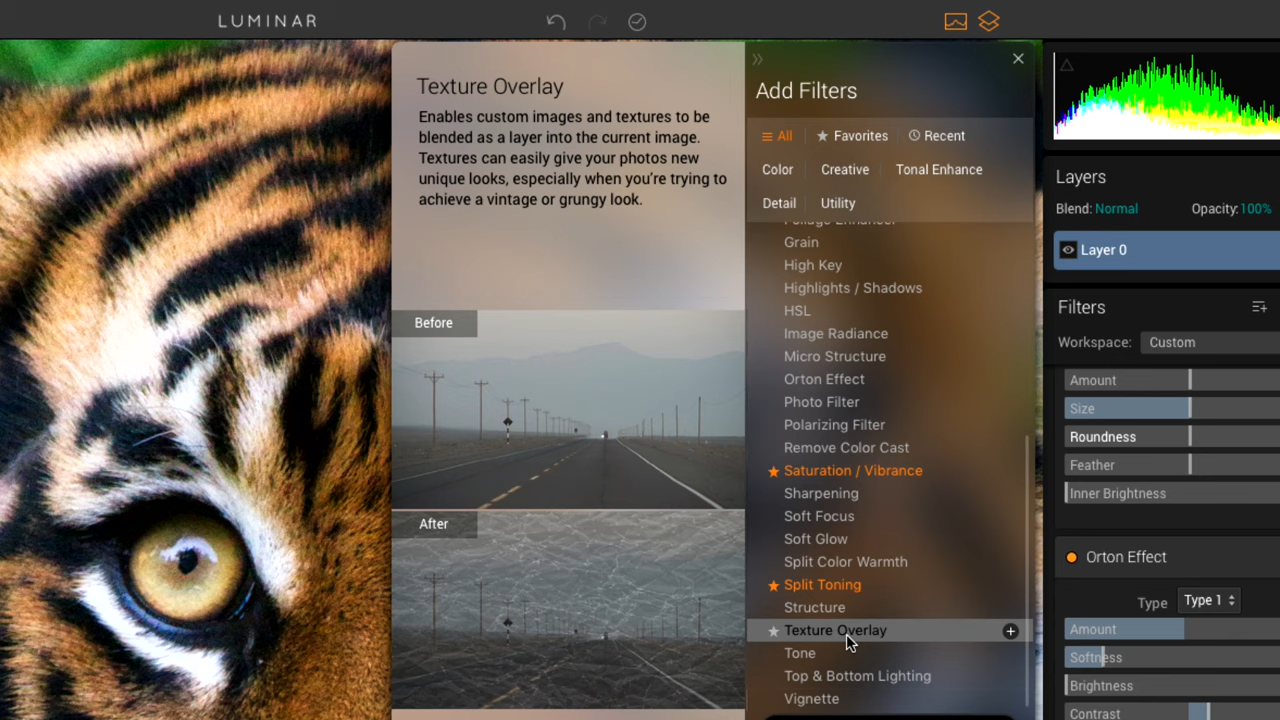 LUMINAR
Texture Overlay
Enables custom images and textures to be
blended as a layer into the current image.
Textures can easily give your photos new
unique looks, especially when you're trying to
achieve a vintage or grungy look.
Before
After
Add Filters
All
Favorites
Recent
Color
Creative
Tonal Enhance
Detail
Utility
Foliage Enhancer
Grain
High Key
Highlights / Shadows
HSL
Image Radiance
Micro Structure
Orton Effect
Photo Filter
Polarizing Filter
Remove Color Cast
Saturation / Vibrance
Sharpening
Soft Focus
Soft Glow
Split Color Warmth
Split Toning
Structure
Texture Overlay
Tone
Top & Bottom Lighting
Vignette
Layers
Blend: Normal
Opacity: 100%
Layer 0
Filters
Workspace: Custom
Amount
Size
Roundness
Feather
Inner Brightness
Orton Effect
Type Type 1
Amount
Softness
Brightness
Contrast